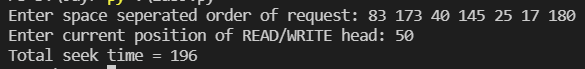 Enter space seperated order of request: 83 173 40 145 25 17 180
Enter current position of READ/WRITE head: 50
Total seek time = 196